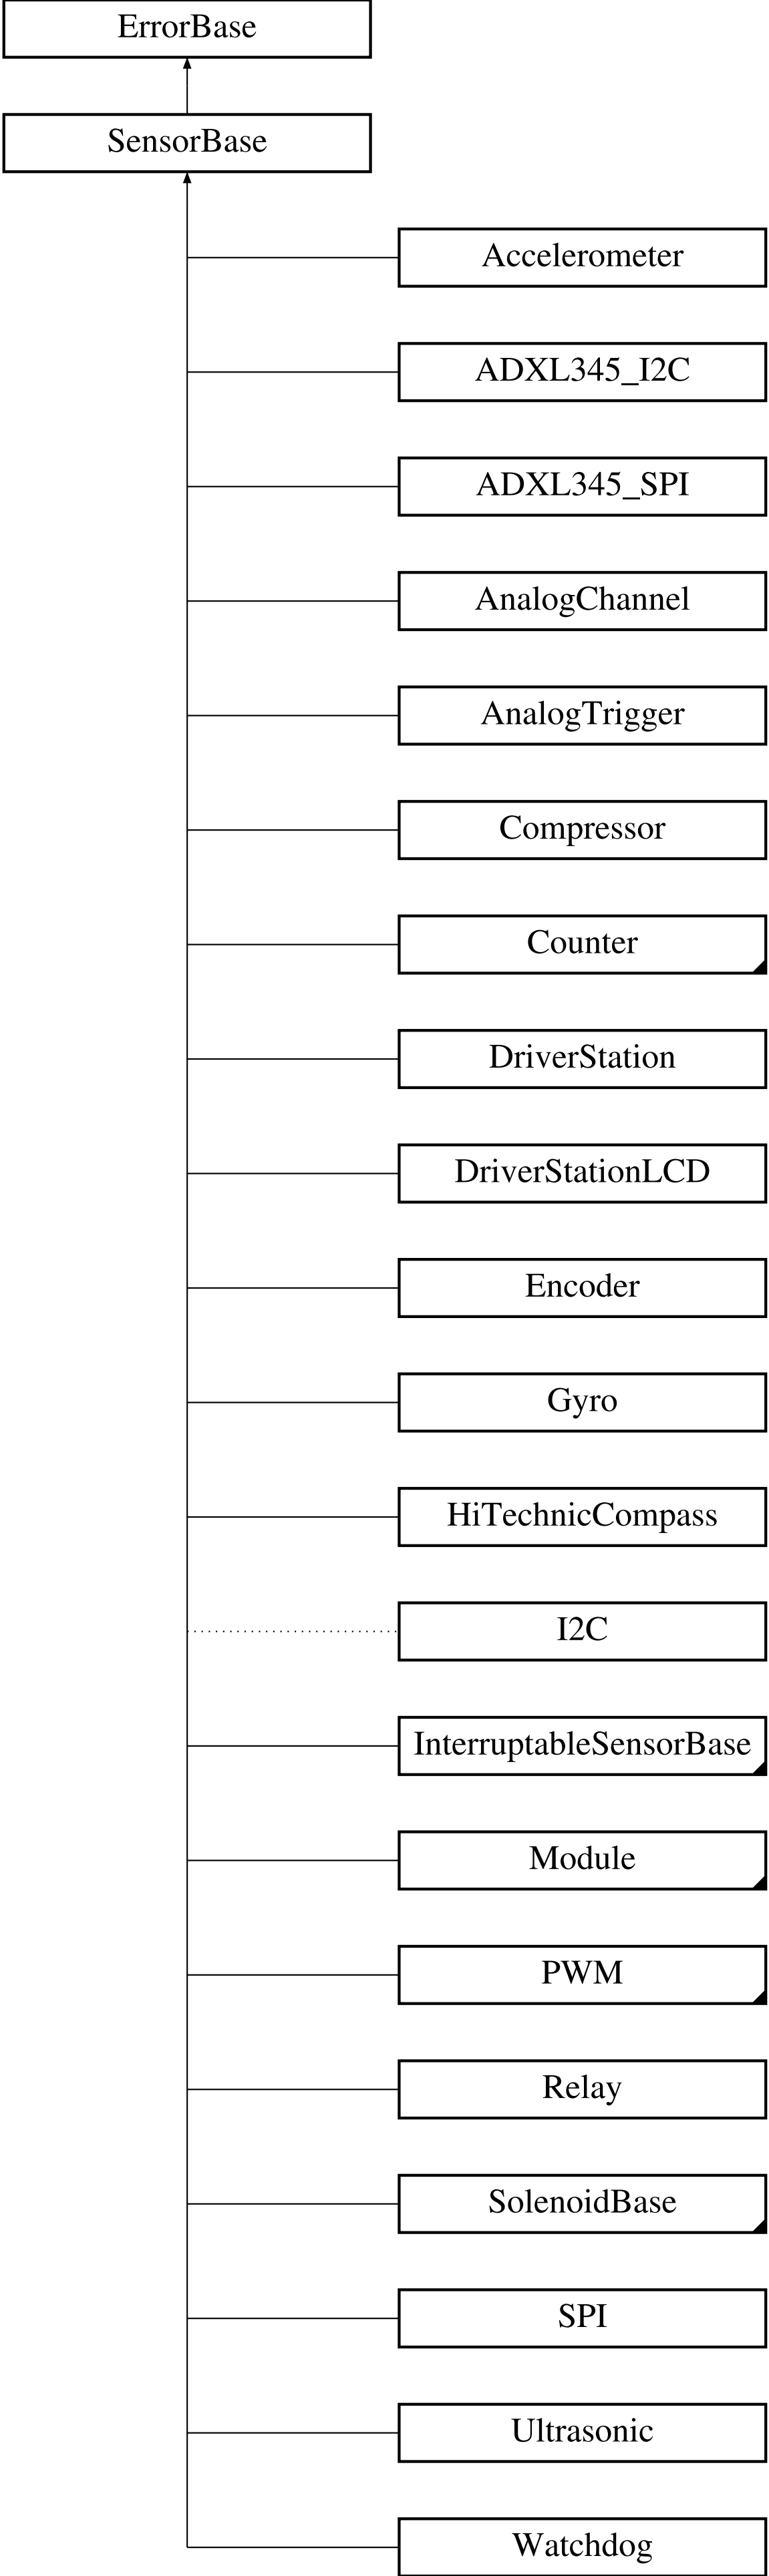 ErrorBase
SensorBase
Accelerometer
ADXL345_I2C
ADXL345_SPI
AnalogChannel
AnalogTrigger
Compressor
Counter
DriverStation
DriverStationLCD
Encoder
Gyro
HiTechnicCompass
I2C
InterruptableSensorBase
Module
PWM
Relay
SolenoidBase
SPI
Ultrasonic
Watchdog